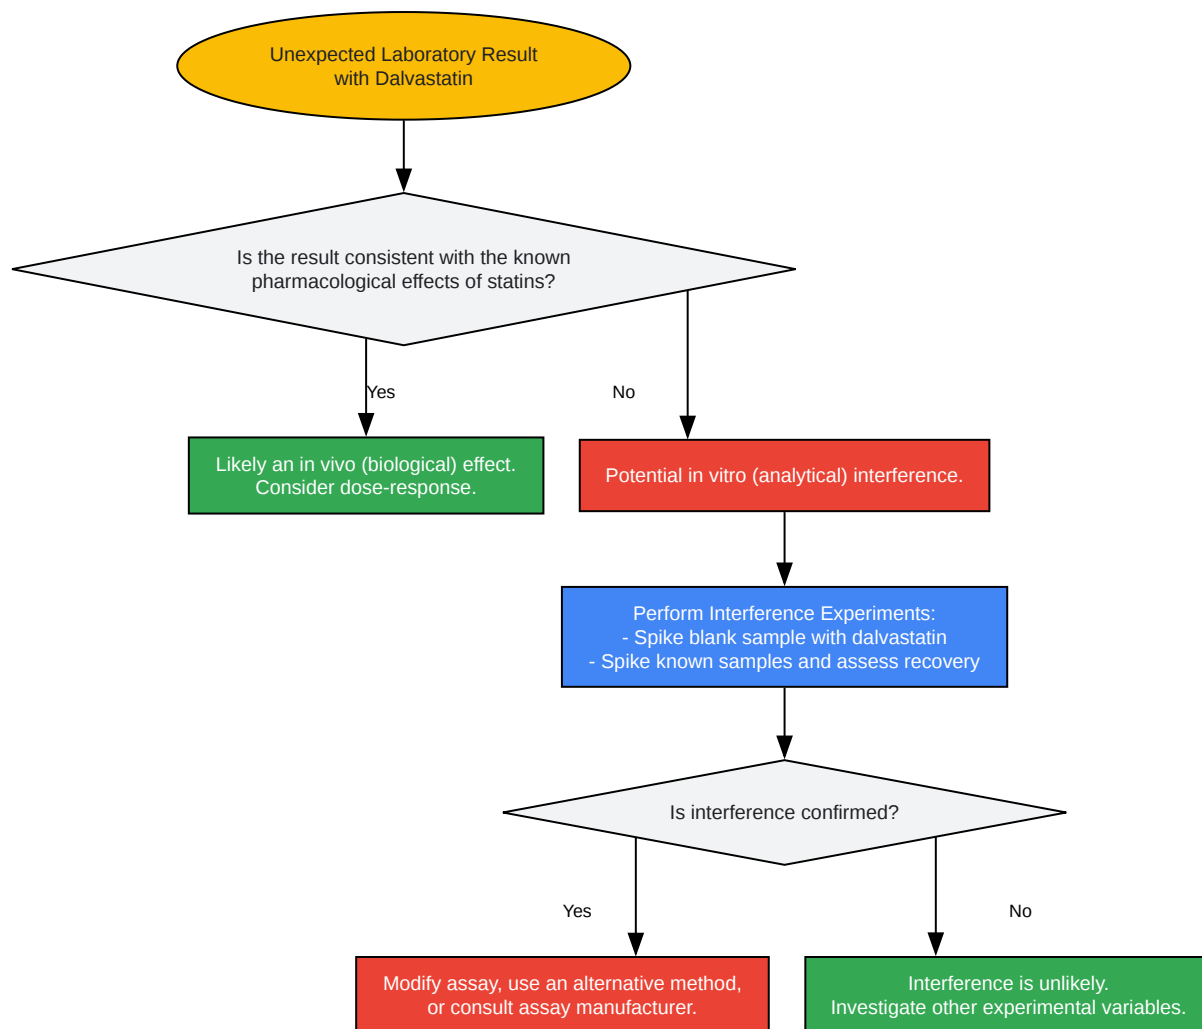 Unexpected Laboratory Result
with Dalvastatin
Is the result consistent with the known
pharmacological effects of statins?
Yes
No
Likely an in vivo (biological) effect.
Consider dose-response.
Potential in vitro (analytical) interference.
Perform Interference Experiments:
- Spike blank sample with dalvastatin
- Spike known samples and assess recovery
Is interference confirmed?
Yes
No
Modify assay, use an alternative method,
or consult assay manufacturer.
Interference is unlikely.
Investigate other experimental variables.